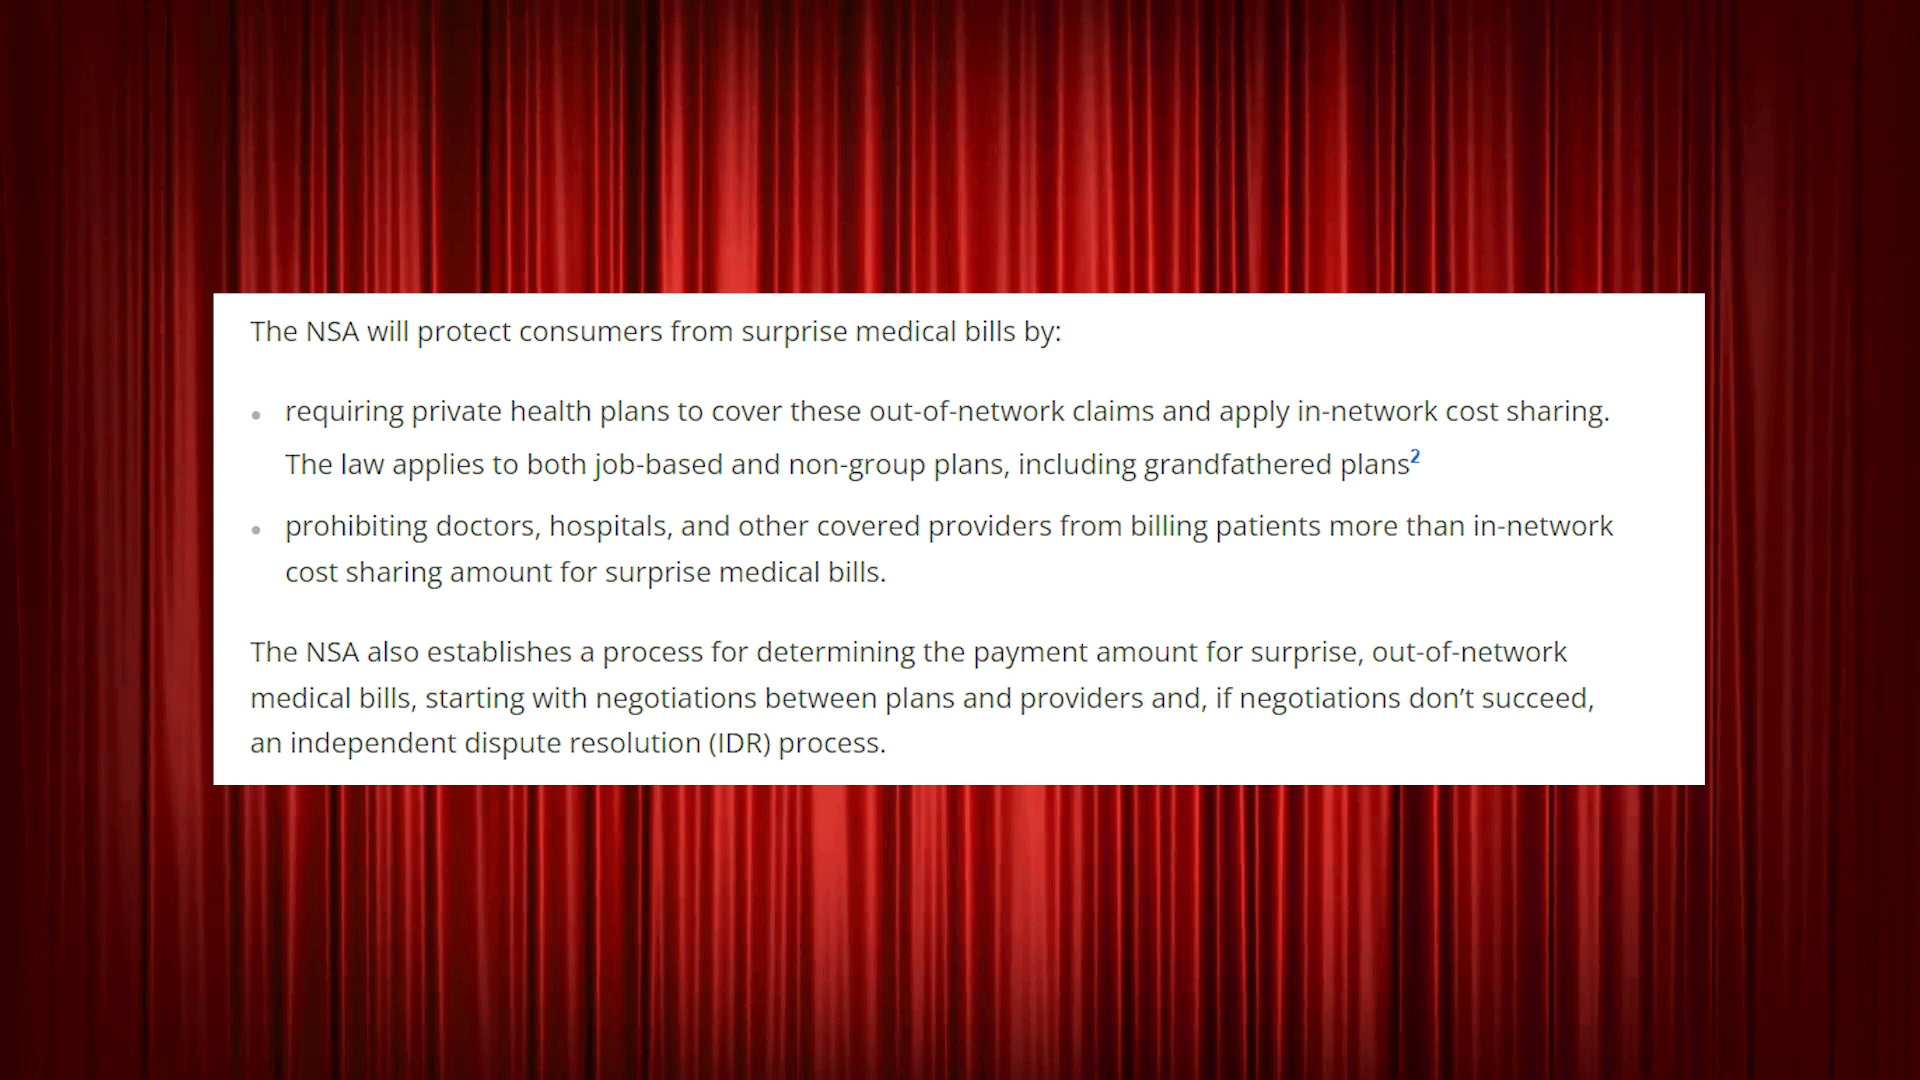 The NSA will protect consumers from surprise medical bills by:
• requiring private health plans to cover these out-of-network claims and apply in-network cost sharing.
The law applies to both job-based and non-group plans, including grandfathered plans²
• prohibiting doctors, hospitals, and other covered providers from billing patients more than in-network
cost sharing amount for surprise medical bills.
The NSA also establishes a process for determining the payment amount for surprise, out-of-network
medical bills, starting with negotiations between plans and providers and, if negotiations don’t succeed,
an independent dispute resolution (IDR) process.